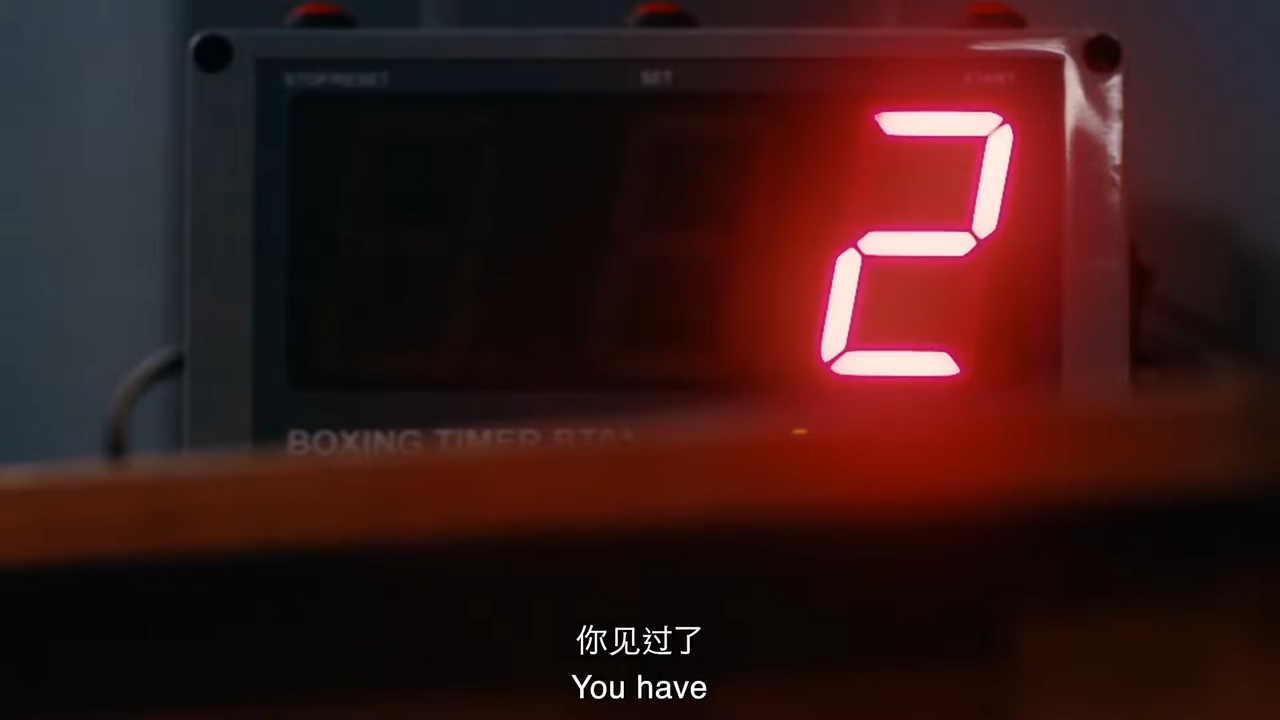 STOP/RESET SET START
2
BOXING TIMER
你见过了
You have